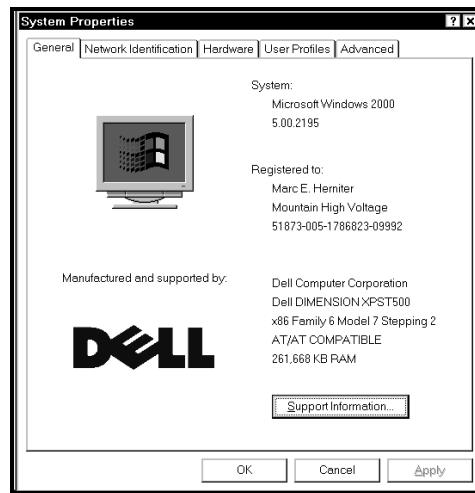 System Properties
General Network Identification Hardware User Profiles Advanced
System:
Microsoft Windows 2000
5.00.2195
Registered to:
Marc E. Herniter
Mountain High Voltage
51873-005-1786823-09992
Manufactured and supported by:
Dell Computer Corporation
Dell DIMENSION XPST500
x86 Family 6 Model 7 Stepping 2
AT/AT COMPATIBLE
261,668 KB RAM
DELL
Support Information...
OK Cancel Apply